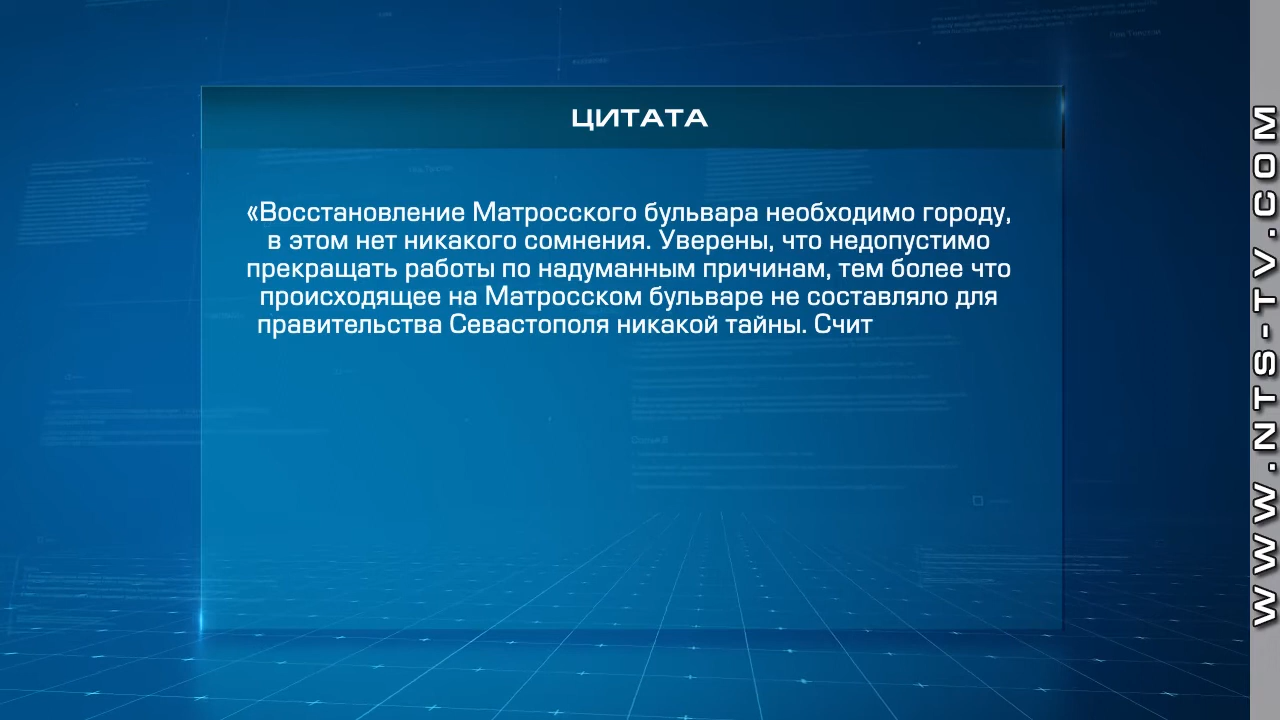 ЦИТАТА
«Восстановление Матросского бульвара необходимо городу,
в этом нет никакого сомнения. Уверены, что недопустимо
прекращать работы по надуманным причинам, тем более что
происходящее на Матросском бульваре не составляло для
правительства Севастополя никакой тайны. Счит
WWW.NTS-TV.COM